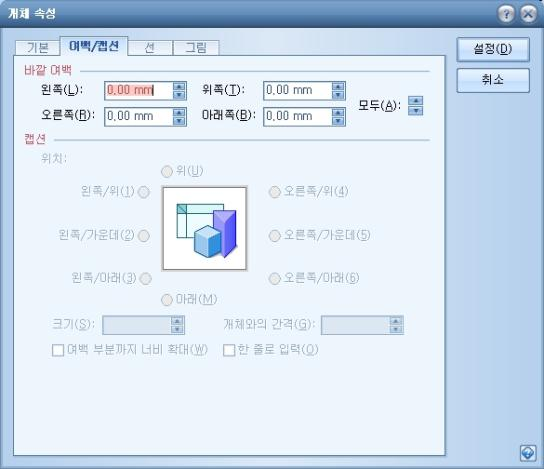 개체 속성
기본 여백/캡션 선 그림
설정(D)
취소
바깥 여백
왼쪽(L): 0.00 mm 위쪽(T): 0.00 mm
오른쪽(R): 0.00 mm 아래쪽(B): 0.00 mm 모두(A):
캡션
위치:
위(U)
왼쪽/위(1) 오른쪽/위(4)
왼쪽/가운데(2) 오른쪽/가운데(5)
왼쪽/아래(3) 오른쪽/아래(6)
아래(M)
크기(S): 개체와의 간격(G):
여백 부분까지 너비 확대(W) 한 줄로 입력(O)